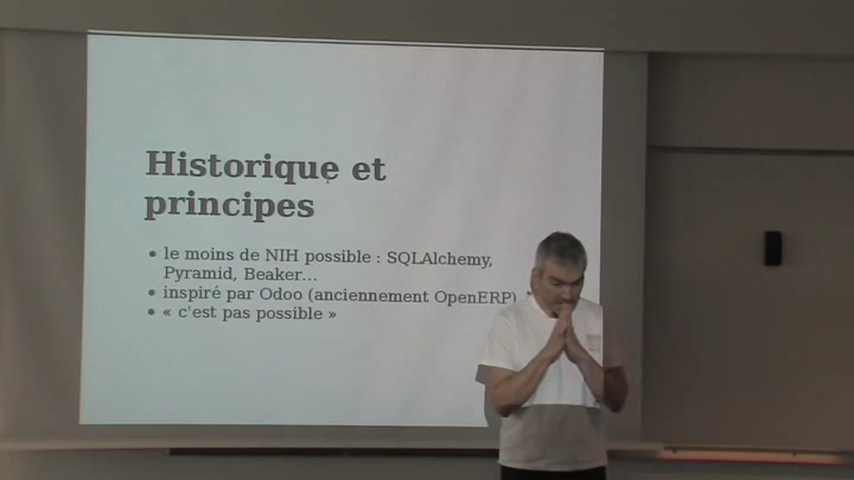 Historique et
principes
• le moins de NIH possible : SQLAlchemy,
Pyramid, Beaker...
• inspiré par Odoo (anciennement OpenERP)
• « c'est pas possible »